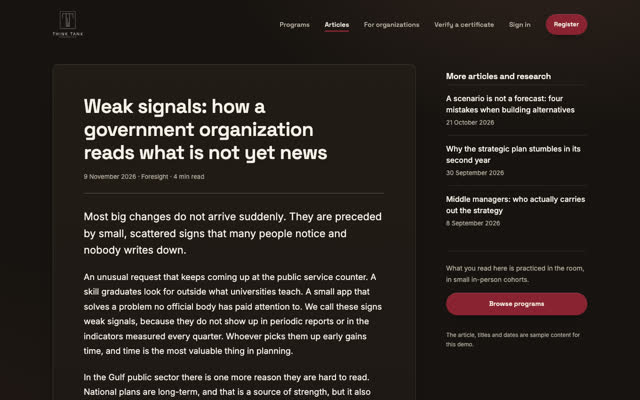 THINK TANK
Programs
Articles
For organizations
Verify a certificate
Sign in
Register
Weak signals: how a
government organization
reads what is not yet news
9 November 2026 · Foresight · 4 min read
Most big changes do not arrive suddenly. They are preceded
by small, scattered signs that many people notice and
nobody writes down.
An unusual request that keeps coming up at the public service counter. A
skill graduates look for outside what universities teach. A small app that
solves a problem no official body has paid attention to. We call these signs
weak signals, because they do not show up in periodic reports or in the
indicators measured every quarter. Whoever picks them up early gains
time, and time is the most valuable thing in planning.
In the Gulf public sector there is one more reason they are hard to read.
National plans are long-term, and that is a source of strength, but it also
More articles and research
A scenario is not a forecast: four
mistakes when building alternatives
21 October 2026
Why the strategic plan stumbles in its
second year
30 September 2026
Middle managers: who actually carries
out the strategy
8 September 2026
What you read here is practiced in the room,
in small in-person cohorts.
Browse programs
The article, titles and dates are sample content for
this demo.